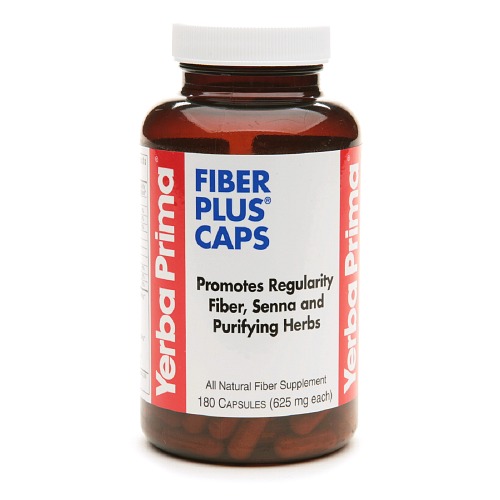 Yerba Prima®
FIBER
PLUS®
CAPS
Promotes Regularity
Fiber, Senna and
Purifying Herbs
All Natural Fiber Supplement
180 CAPSULES (625 mg each)
Yerba Prima®